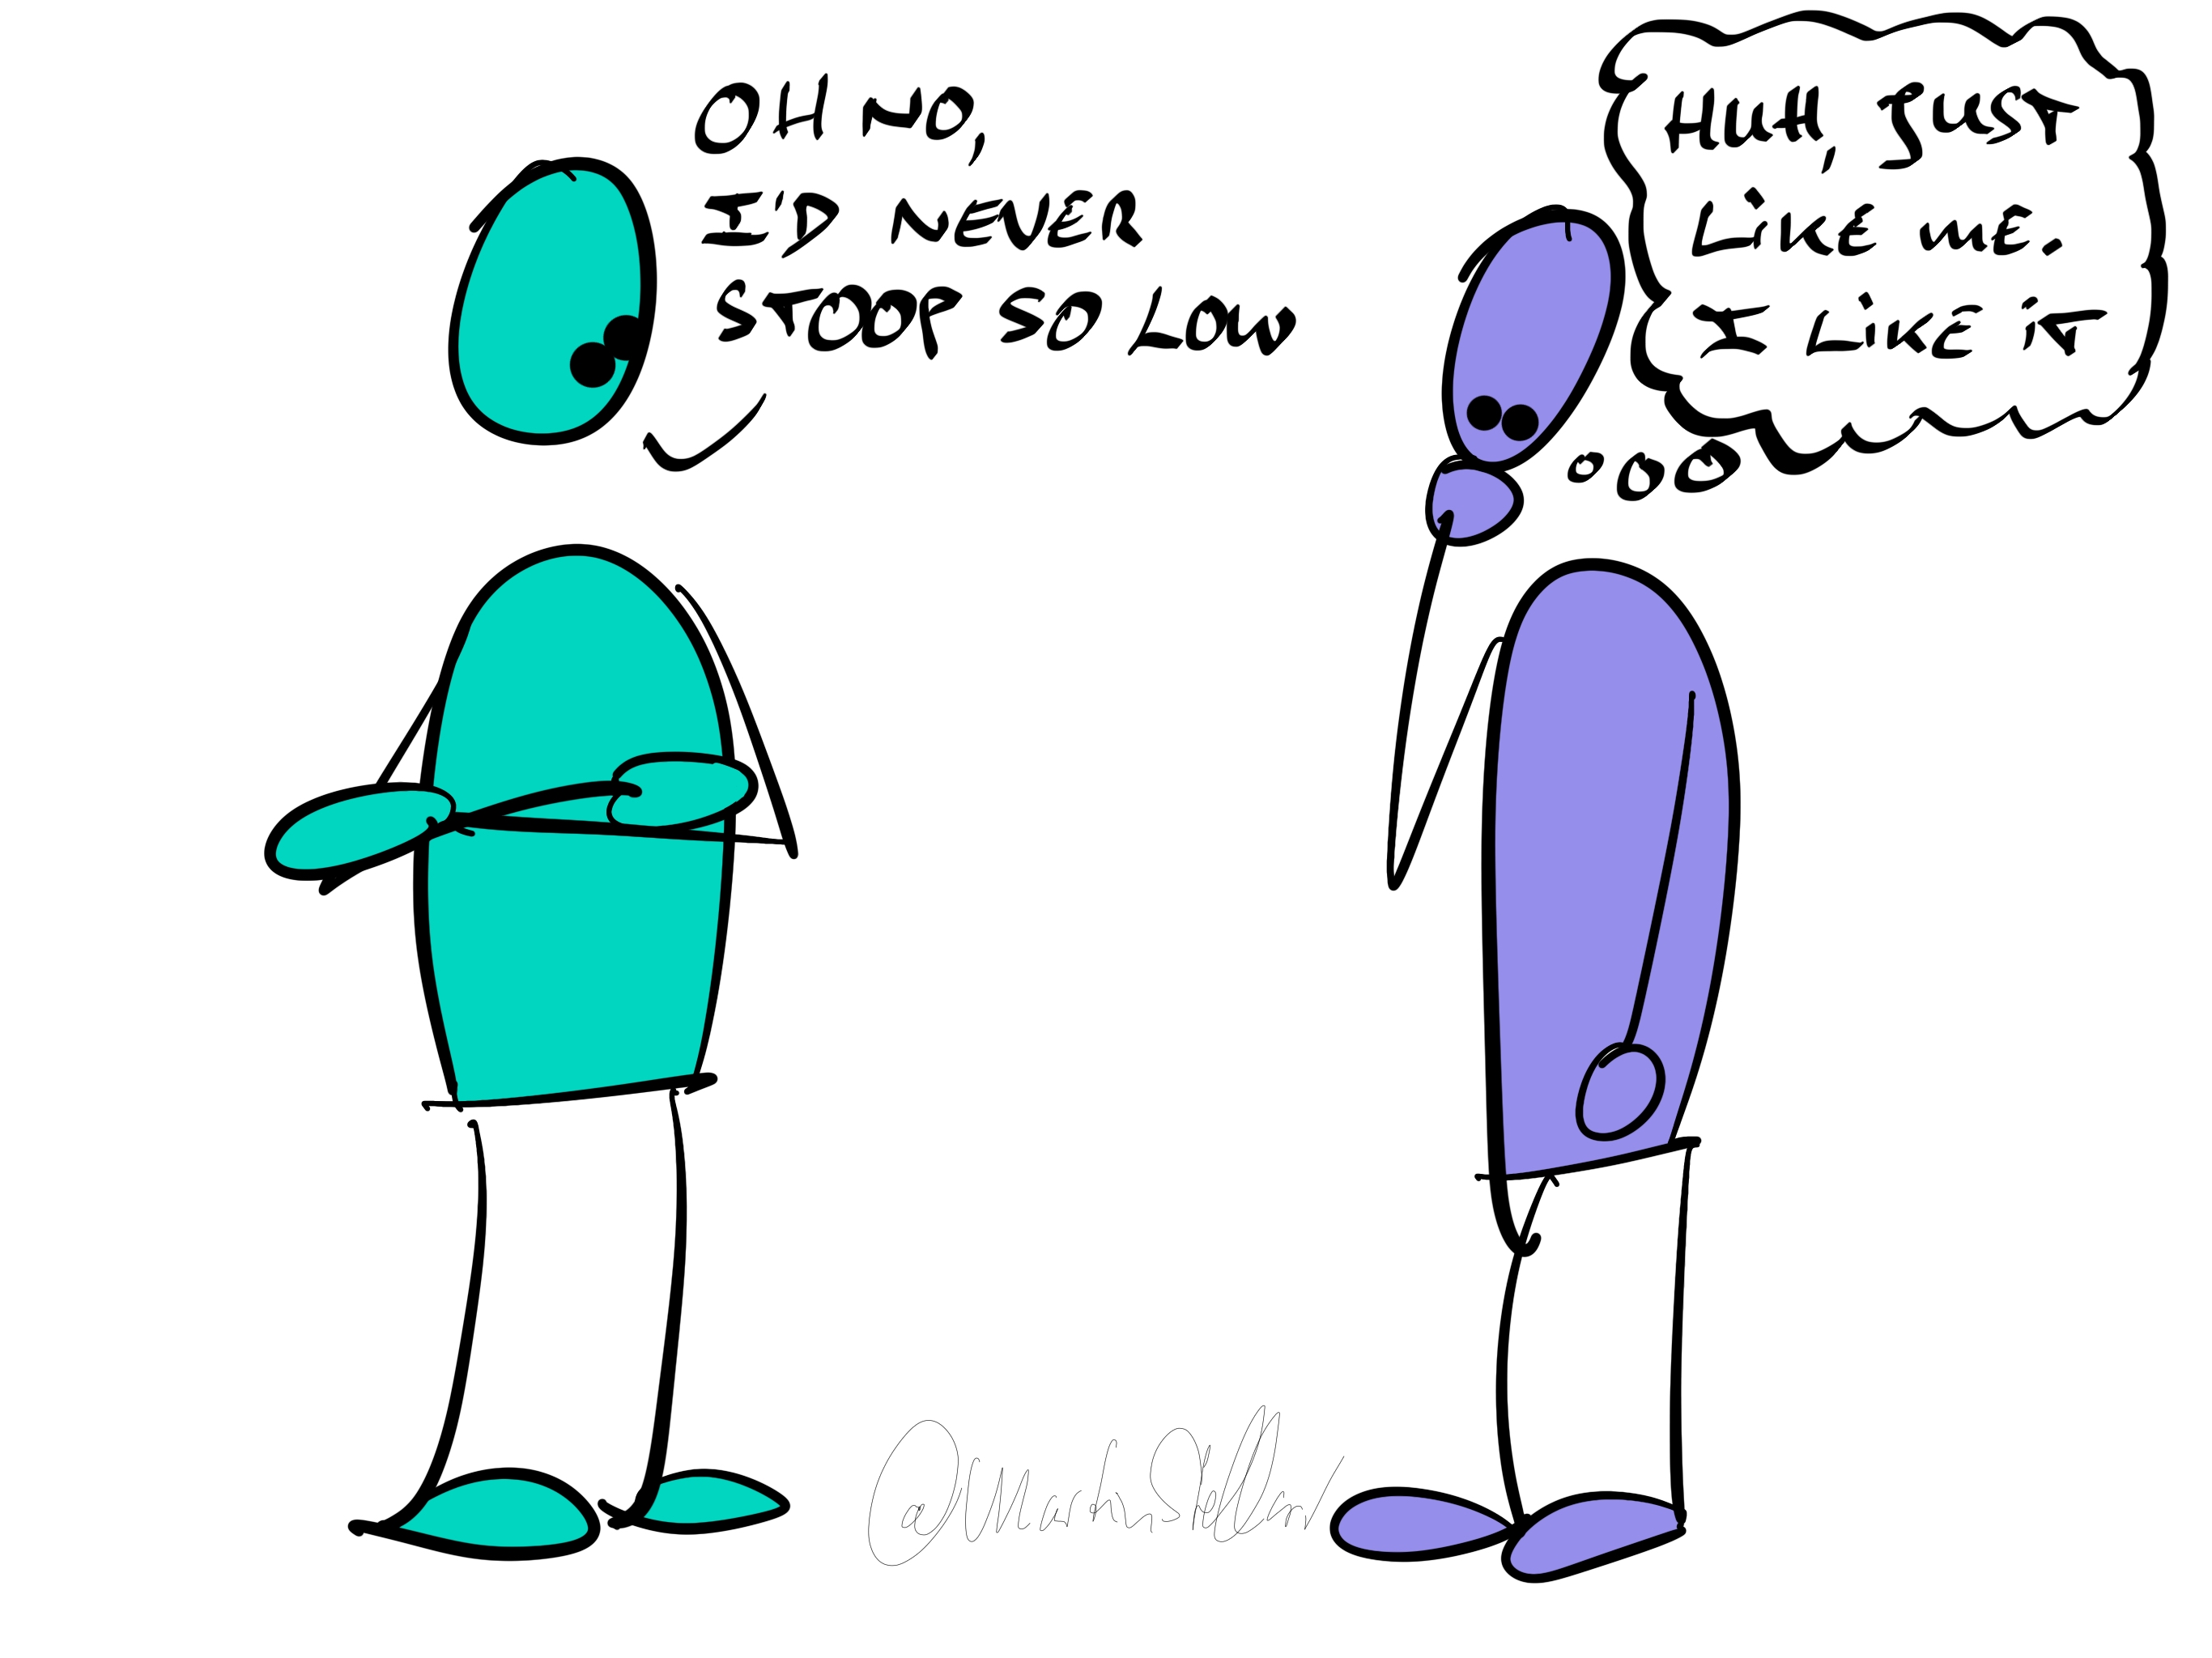 OH NO,
I'D NEVER
STOOP SO LOW
HUH, JUST
LiKE ME.
I LiKE iT
@MartinStellar